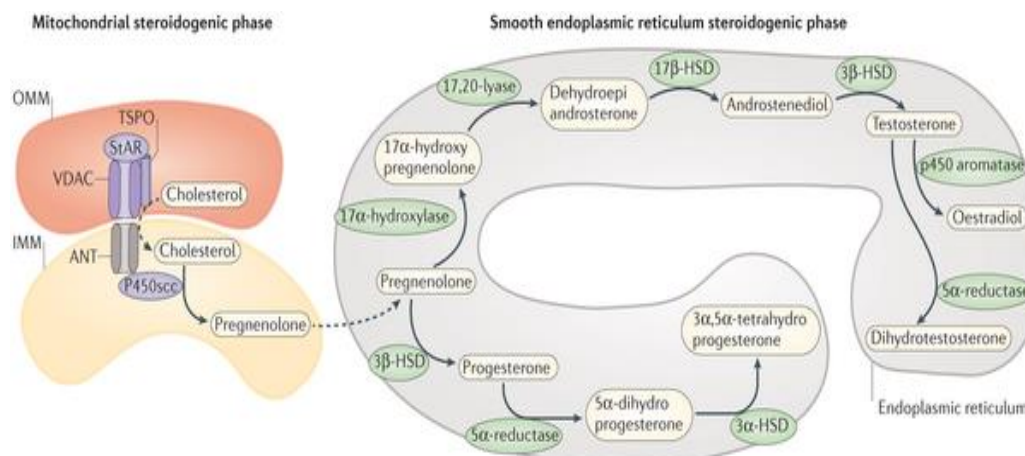 Mitochondrial steroidogenic phase
OMM
TSPO
StAR
VDAC
Cholesterol
IMM
ANT
Cholesterol
P450scc
Pregnenolone
Smooth endoplasmic reticulum steroidogenic phase
17,20-lyase
17β-HSD
3β-HSD
Dehydroepi
androsterone
Androstenediol
Testosterone
17α-hydroxy
pregnenolone
p450 aromatase
17α-hydroxylase
Oestradiol
Pregnenolone
5α-reductase
3α,5α-tetrahydro
progesterone
Dihydrotestosterone
3β-HSD
Progesterone
5α-dihydro
progesterone
5α-reductase
3α-HSD
Endoplasmic reticulum